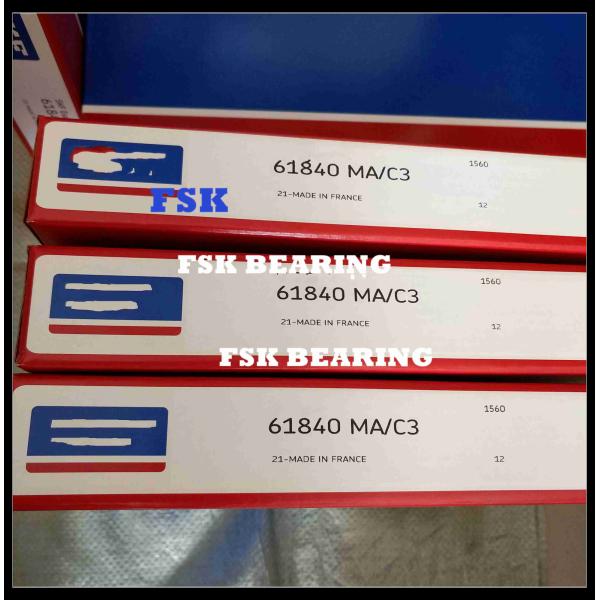 61840 MA/C3
1560
21-MADE IN FRANCE
12
FSK
FSK BEARING
61840 MA/C3
1560
21-MADE IN FRANCE
12
FSK BEARING
61840 MA/C3
1560
21-MADE IN FRANCE
12